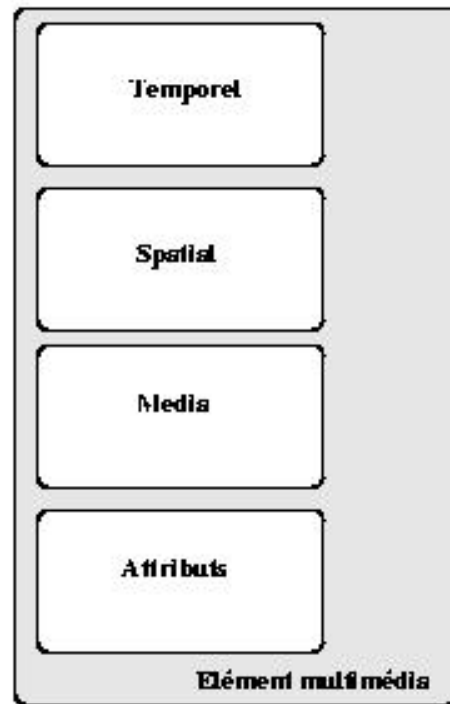 Temporel
Spatial
Media
Attributs
Elément multimédia